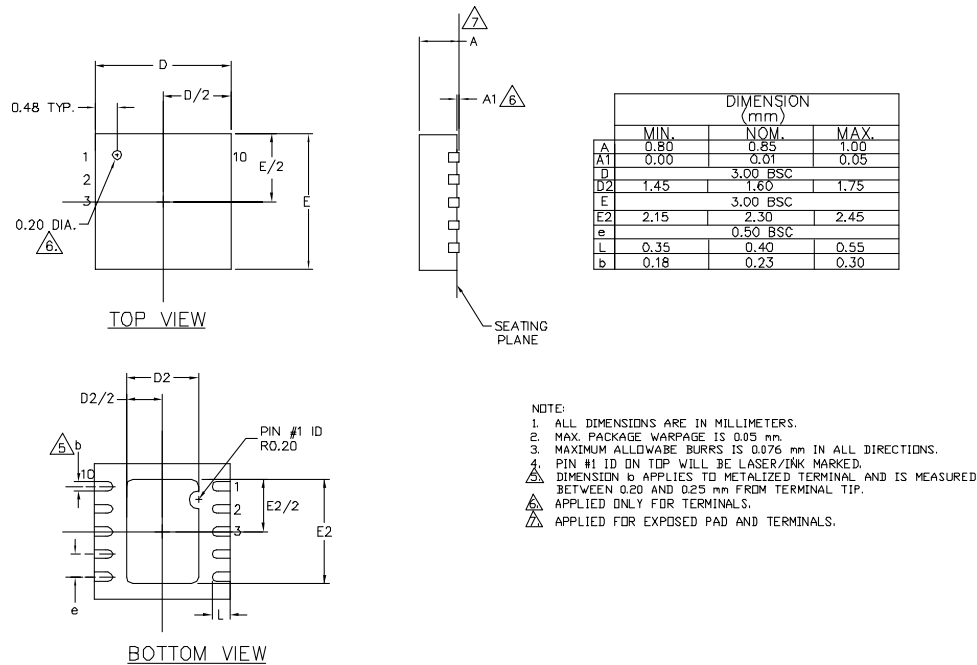 D
D/2
0.48 TYP.
1
2
3
10
E/2
E
0.20 DIA.
6.
TOP VIEW
7
A
A1 6
SEATING
PLANE
DIMENSION
(mm)
MIN. NOM. MAX.
A 0.80 0.85 1.00
A1 0.00 0.01 0.05
D 3.00 BSC
D2 1.45 1.60 1.75
E 3.00 BSC
E2 2.15 2.30 2.45
e 0.50 BSC
L 0.35 0.40 0.55
b 0.18 0.23 0.30
D2
D2/2
PIN #1 ID
R0.20
5 b
10
1
2
3
E2/2
E2
e
L
BOTTOM VIEW
NOTE:
1. ALL DIMENSIONS ARE IN MILLIMETERS.
2. MAX. PACKAGE WARPAGE IS 0.05 mm.
3. MAXIMUM ALLOWABE BURRS IS 0.076 mm IN ALL DIRECTIONS.
4. PIN #1 ID ON TOP WILL BE LASER/INK MARKED.
5. DIMENSION b APPLIES TO METALIZED TERMINAL AND IS MEASURED
BETWEEN 0.20 AND 0.25 mm FROM TERMINAL TIP.
6. APPLIED ONLY FOR TERMINALS.
7. APPLIED FOR EXPOSED PAD AND TERMINALS.